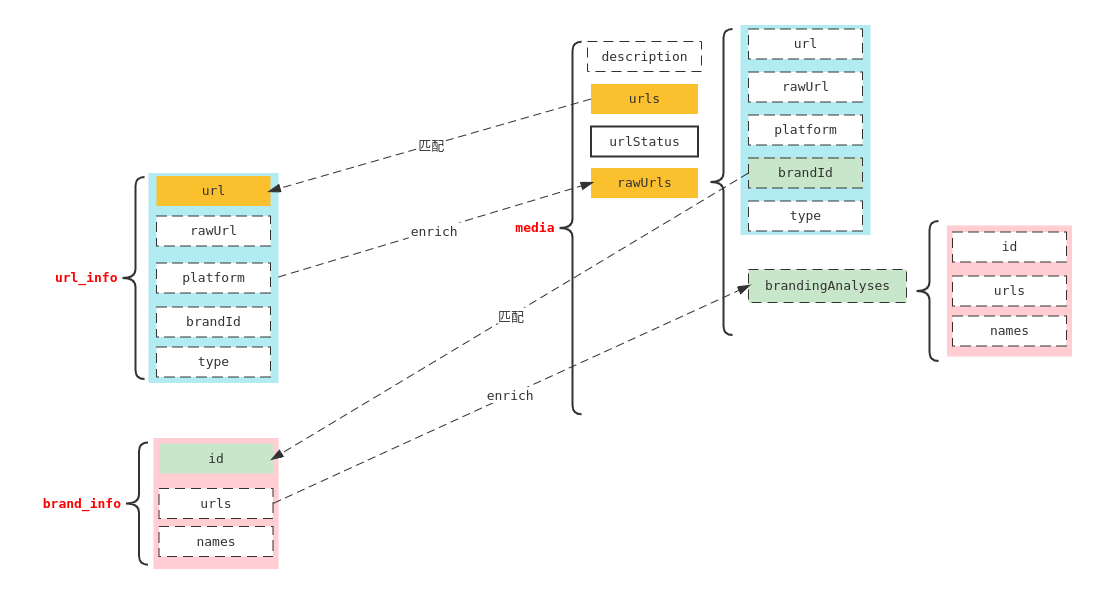 url_info
url
rawUrl
platform
brandId
type
brand_info
id
urls
names
匹配
enrich
匹配
enrich
media
description
urls
urlStatus
rawUrls
url
rawUrl
platform
brandId
type
brandingAnalyses
id
urls
names